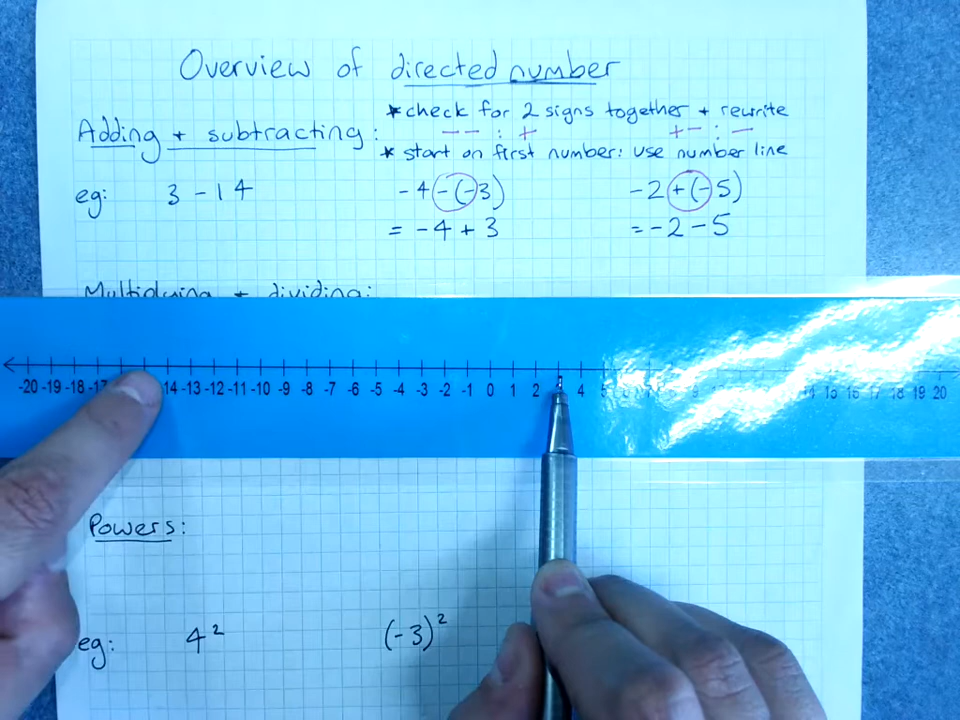 Overview of directed number
* check for 2 signs together + rewrite
Adding + subtracting: - - : + + - : -
* start on first number: use number line
eg: 3 - 14 -4-(-3) -2+(-5)
= -4 + 3 = -2 - 5
Multiplying + dividing:
-20 -19 -18 -17 14 -13 -12 -11 -10 -9 -8 -7 -6 -5 -4 -3 -2 -1 0 1 2 4 14 15 16 17 18 19 20
Powers:
eg: 4² (-3)²